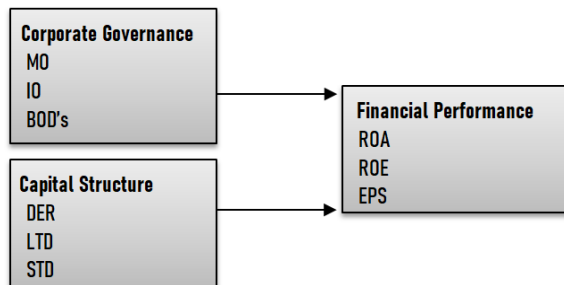 Corporate Governance
MO
IO
BOD's
Capital Structure
DER
LTD
STD
Financial Performance
ROA
ROE
EPS